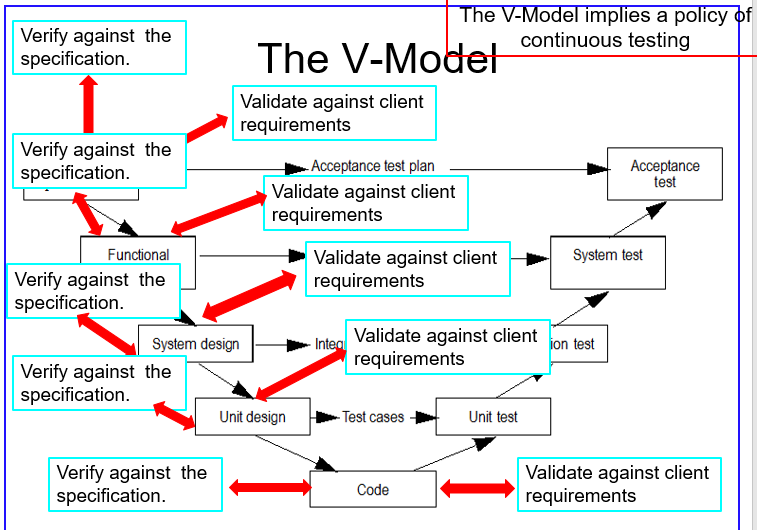 The V-Model implies a policy of
continuous testing
The V-Model
Verify against the
specification.
Validate against client
requirements
Verify against the
specification.
Acceptance test plan
Acceptance
test
Validate against client
requirements
Functional
Validate against client
requirements
System test
Verify against the
specification.
System design
Validate against client
requirements
test
Verify against the
specification.
Unit design
Test cases
Unit test
Verify against the
specification.
Code
Validate against client
requirements